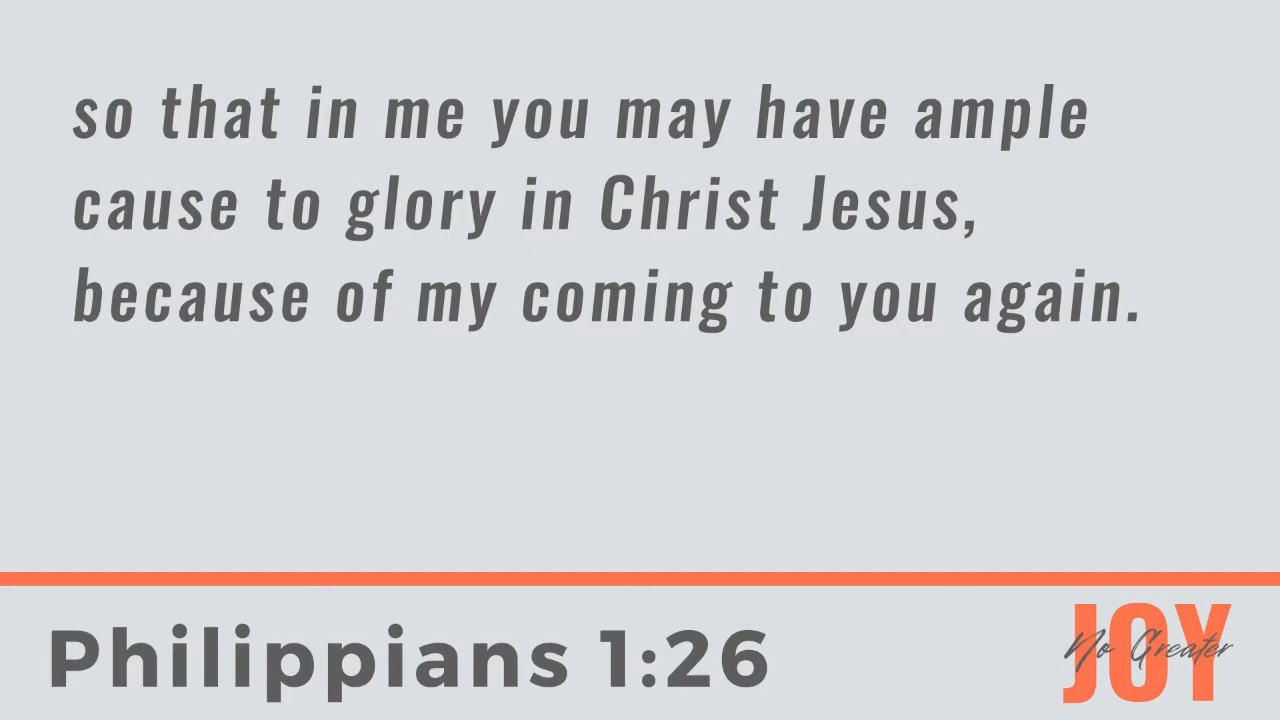 so that in me you may have ample
cause to glory in Christ Jesus,
because of my coming to you again.
Philippians 1:26
JOY
No Greater